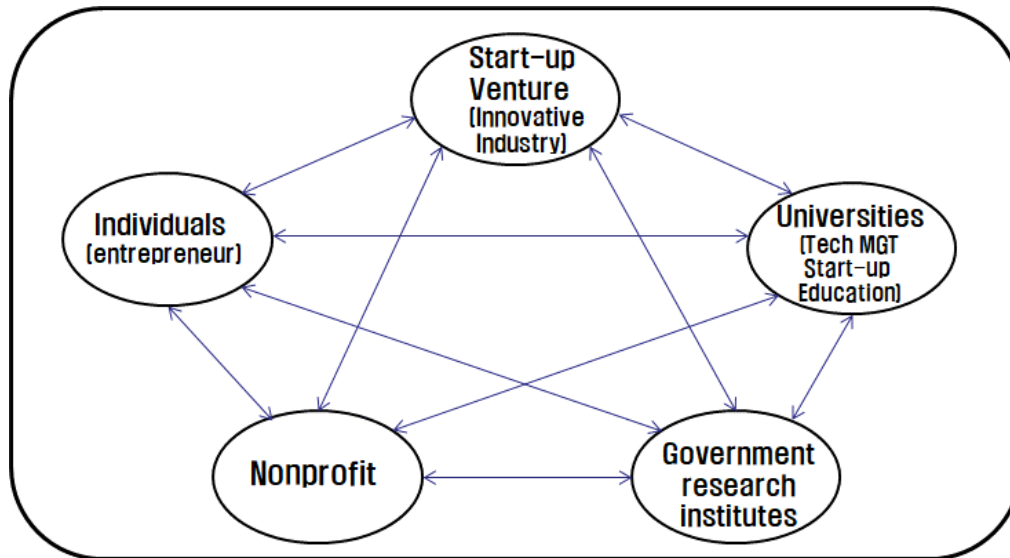 Start-up
Venture
(Innovative
Industry)
Individuals
(entrepreneur)
Universities
(Tech MGT
Start-up
Education)
Nonprofit
Government
research
institutes